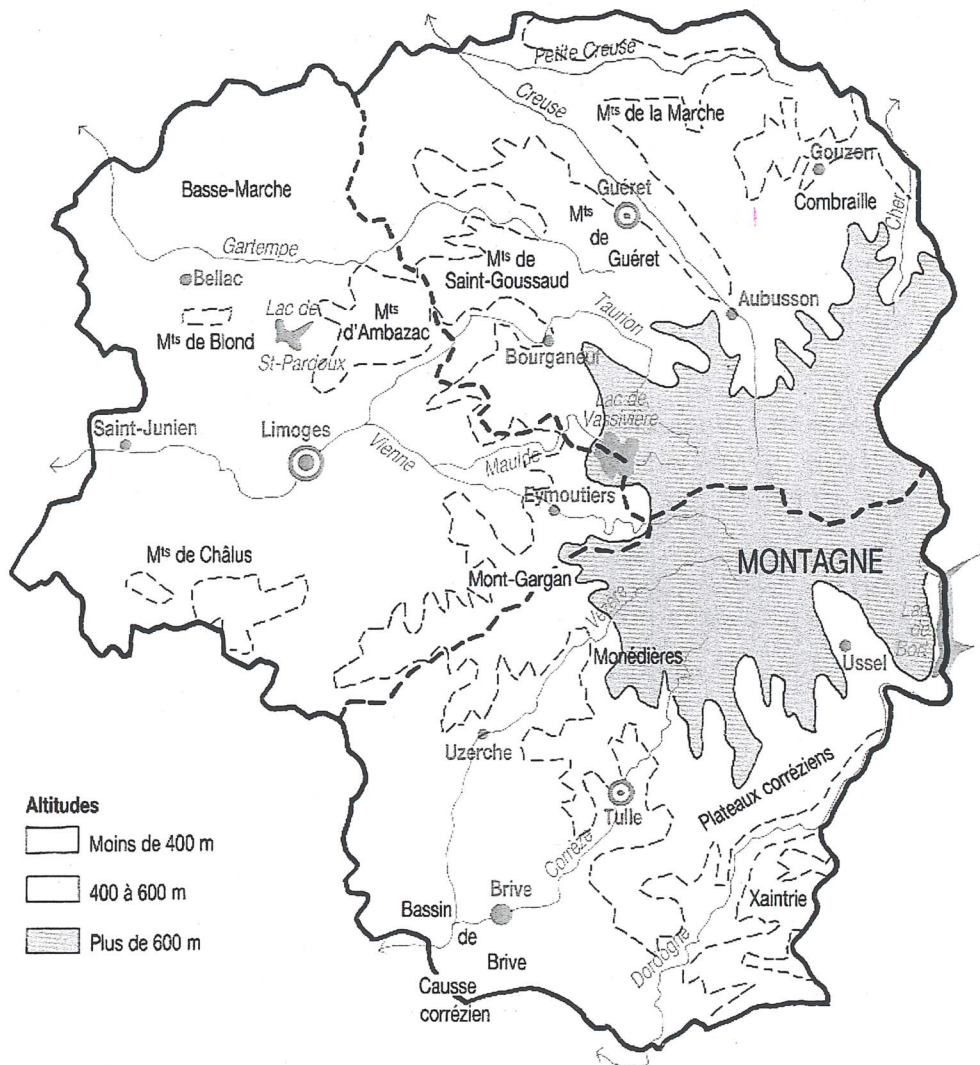 Petite Creuse
Creuse
Mts de la Marche
Gouzon
Combraille
Cher
Basse-Marche
Guéret
Mts
de
Guéret
Gartempe
Mts de
Saint-Goussaud
Bellac
Lac de
St-Pardoux
Mts
d'Ambazac
Mts de Blond
Taurion
Aubusson
Bourganeuf
Lac de
Vassivière
Saint-Junien
Limoges
Vienne
Maulde
Eymoutiers
Mts de Châlus
Mont-Gargan
MONTAGNE
Vézère
Monédières
Lac
de
Bort
Ussel
Uzerche
Tulle
Plateaux corréziens
Corrèze
Xaintrie
Brive
Bassin
de
Brive
Dordogne
Causse
corrézien
Altitudes
Moins de 400 m
400 à 600 m
Plus de 600 m